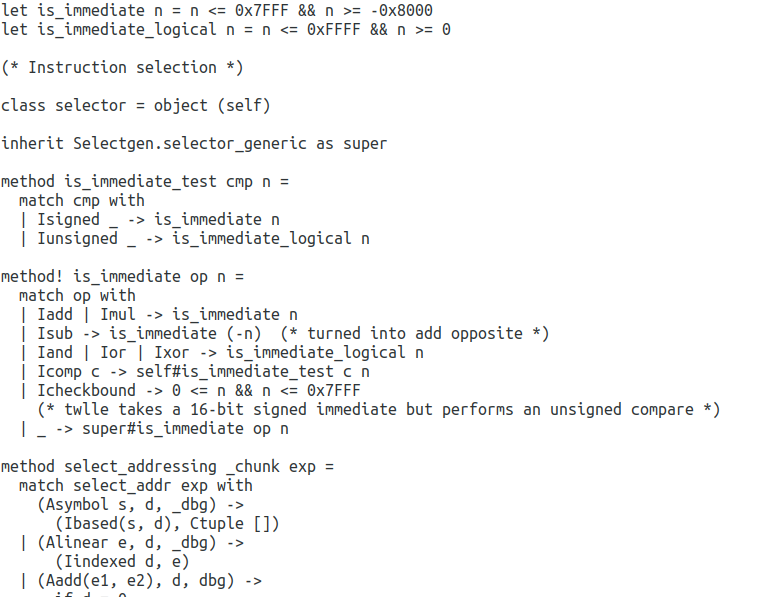 let is_immediate n = n <= 0x7FFF && n >= -0x8000
let is_immediate_logical n = n <= 0xFFFF && n >= 0
(* Instruction selection *)
class selector = object (self)
inherit Selectgen.selector_generic as super
method is_immediate_test cmp n =
match cmp with
| Isigned _ -> is_immediate n
| Iunsigned _ -> is_immediate_logical n
method! is_immediate op n =
match op with
| Iadd | Imul -> is_immediate n
| Isub -> is_immediate (-n)  (* turned into add opposite *)
| Iand | Ior | Ixor -> is_immediate_logical n
| Icomp c -> self#is_immediate_test c n
| Icheckbound -> 0 <= n && n <= 0x7FFF
(* twlle takes a 16-bit signed immediate but performs an unsigned compare *)
| _ -> super#is_immediate op n
method select_addressing _chunk exp =
match select_addr exp with
(Asymbol s, d, _dbg) ->
(Ibased(s, d), Ctuple [])
| (Alinear e, d, _dbg) ->
(Iindexed d, e)
| (Aadd(e1, e2), d, dbg) ->
if d = 0